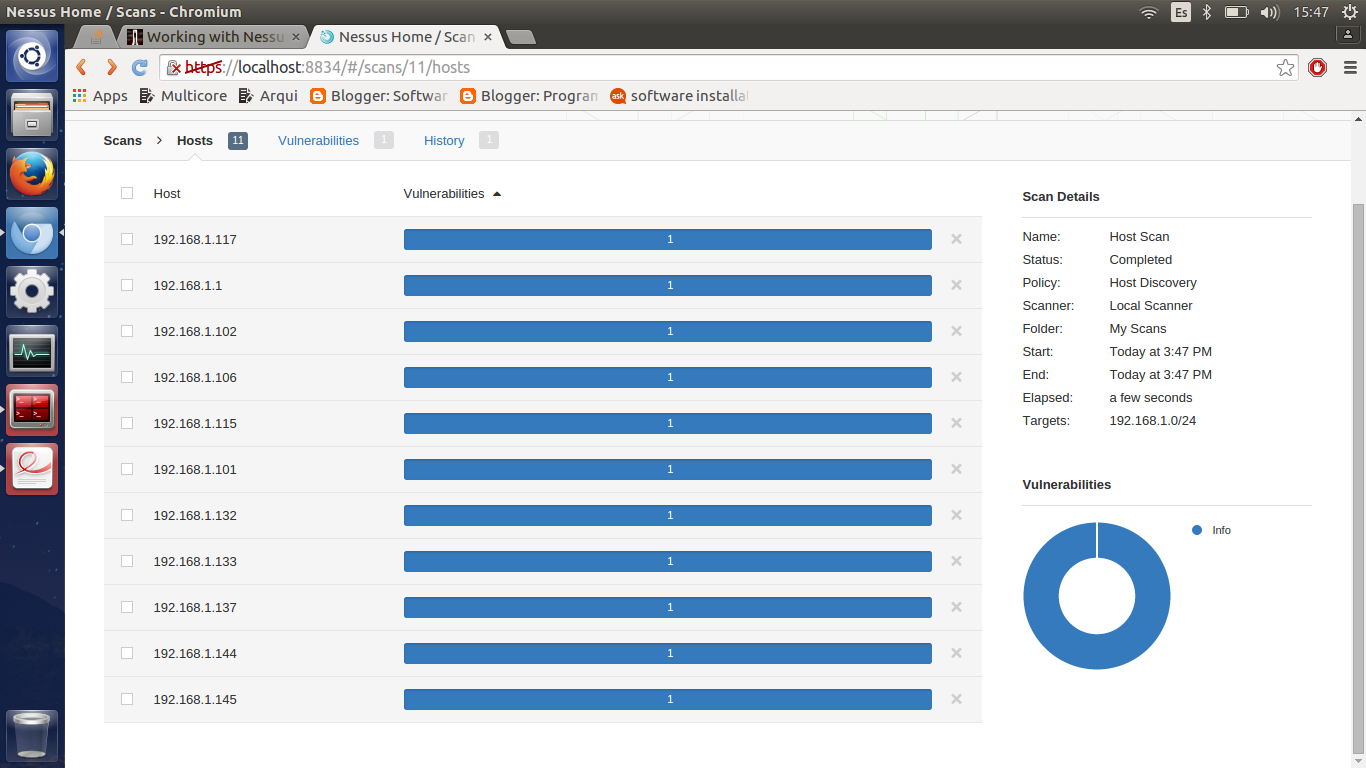 Nessus Home / Scans - Chromium
Es
15:47
Working with Nessu
Nessus Home / Scan
https://localhost:8834/#/scans/11/hosts
Apps Multicore Arqui Blogger: Softwar Blogger: Program ask software installat
Scans > Hosts 11 Vulnerabilities 1 History 1
Host Vulnerabilities
192.168.1.117 1
192.168.1.1 1
192.168.1.102 1
192.168.1.106 1
192.168.1.115 1
192.168.1.101 1
192.168.1.132 1
192.168.1.133 1
192.168.1.137 1
192.168.1.144 1
192.168.1.145 1
Scan Details
Name: Host Scan
Status: Completed
Policy: Host Discovery
Scanner: Local Scanner
Folder: My Scans
Start: Today at 3:47 PM
End: Today at 3:47 PM
Elapsed: a few seconds
Targets: 192.168.1.0/24
Vulnerabilities
Info